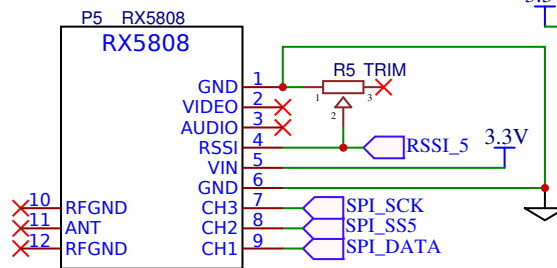 P5 RX5808
RX5808
GND 1
VIDEO 2
AUDIO 3
RSSI 4
VIN 5
GND 6
CH3 7
CH2 8
CH1 9
10 RFGND
11 ANT
12 RFGND
R5 TRIM
1 3
2
RSSI_5
3.3V
SPI_SCK
SPI_SS5
SPI_DATA